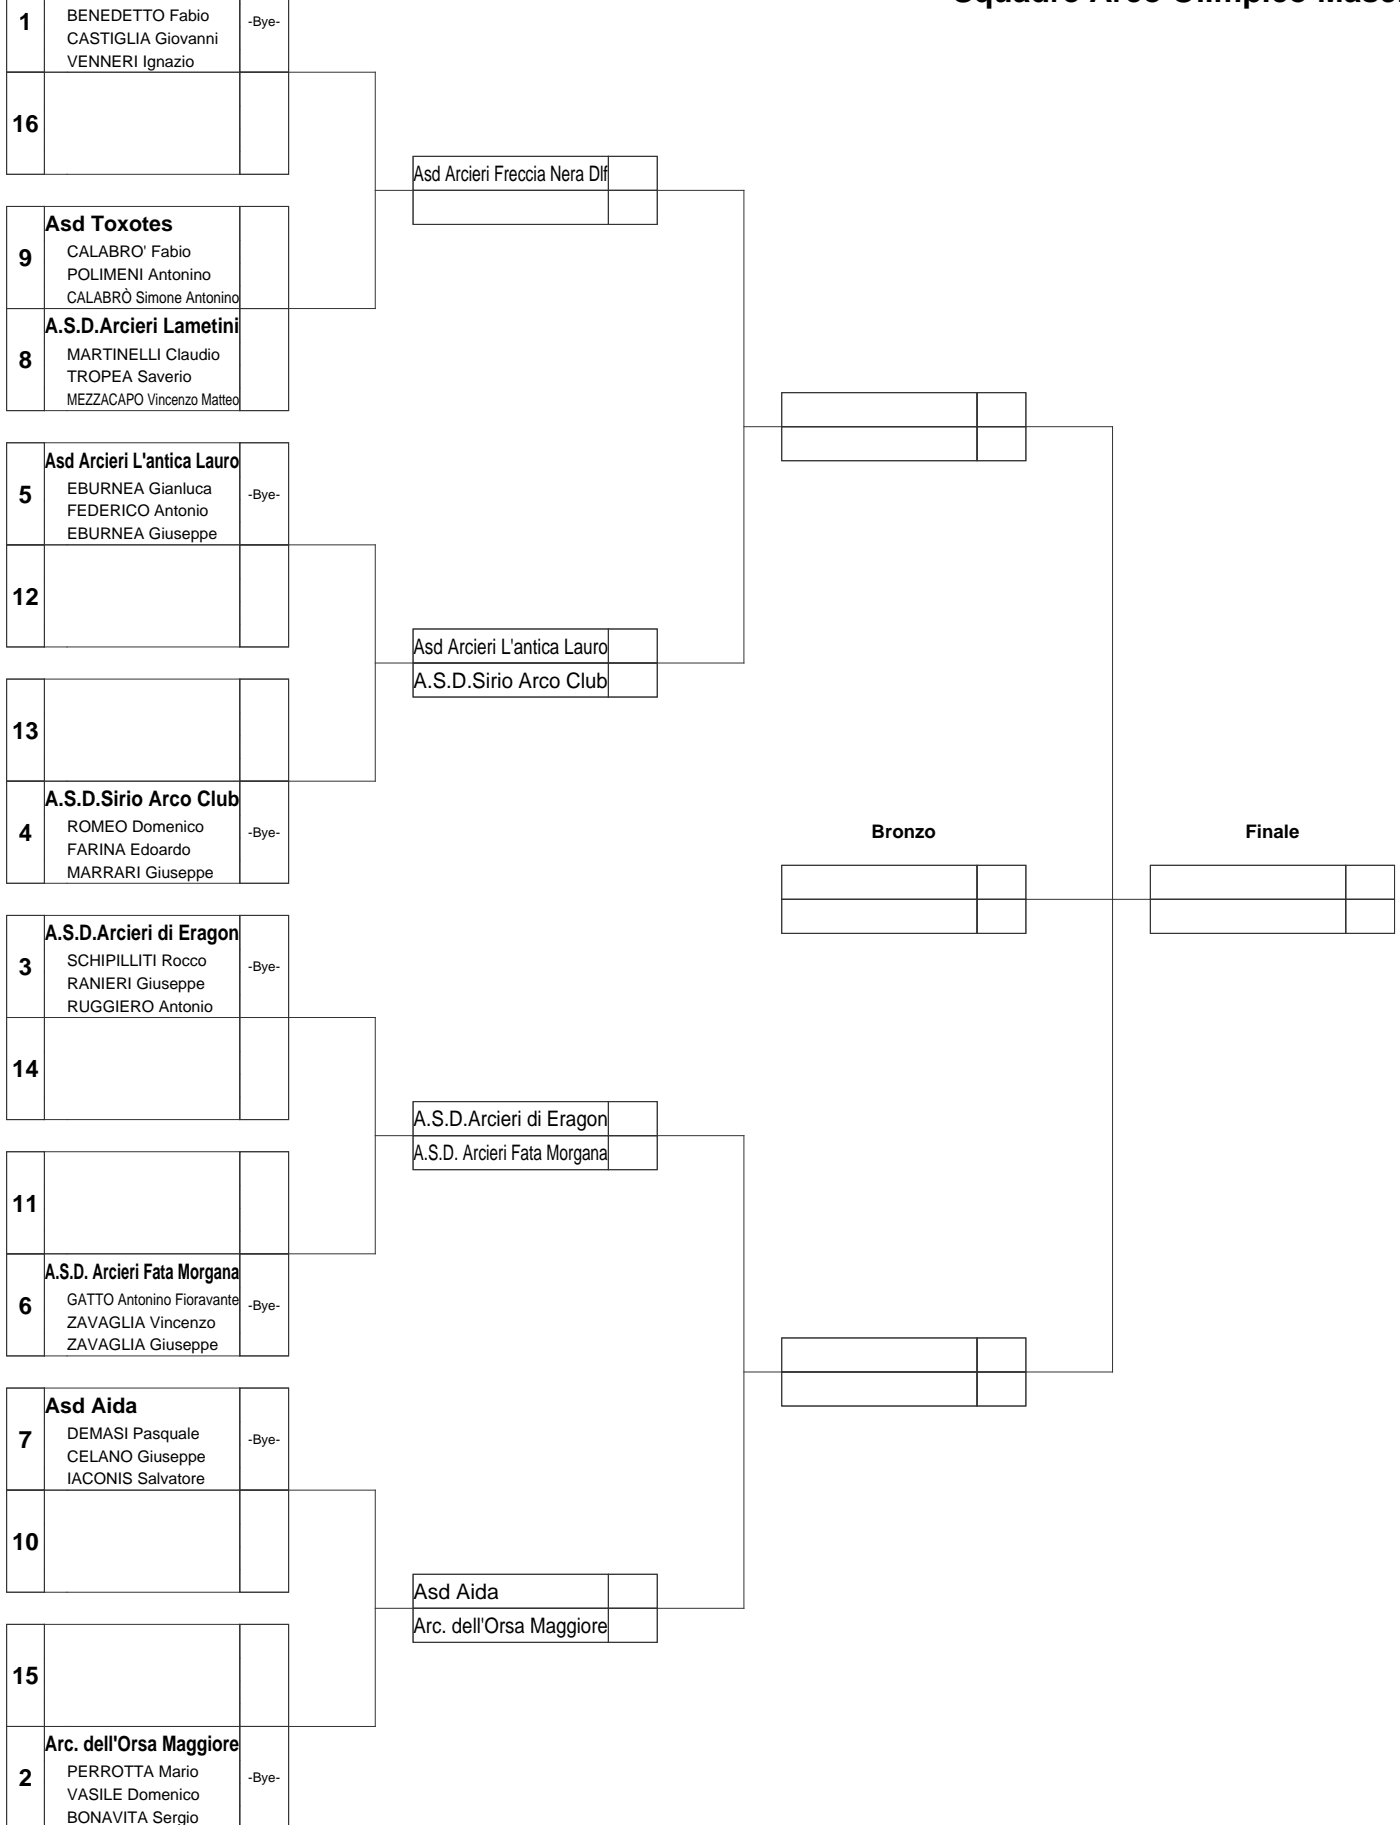 1
BENEDETTO Fabio
CASTIGLIA Giovanni
VENNERI Ignazio
-Bye-
16
Asd Arcieri Freccia Nera Dlf
9
Asd Toxotes
CALABRO' Fabio
POLIMENI Antonino
CALABRÒ Simone Antonino
8
A.S.D.Arcieri Lametini
MARTINELLI Claudio
TROPEA Saverio
MEZZACAPO Vincenzo Matteo
5
Asd Arcieri L'antica Lauro
EBURNEA Gianluca
FEDERICO Antonio
EBURNEA Giuseppe
-Bye-
12
Asd Arcieri L'antica Lauro
A.S.D.Sirio Arco Club
13
4
A.S.D.Sirio Arco Club
ROMEO Domenico
FARINA Edoardo
MARRARI Giuseppe
-Bye-
Bronzo
Finale
3
A.S.D.Arcieri di Eragon
SCHIPILLITI Rocco
RANIERI Giuseppe
RUGGIERO Antonio
-Bye-
14
A.S.D.Arcieri di Eragon
A.S.D. Arcieri Fata Morgana
11
6
A.S.D. Arcieri Fata Morgana
GATTO Antonino Fioravante
ZAVAGLIA Vincenzo
ZAVAGLIA Giuseppe
-Bye-
7
Asd Aida
DEMASI Pasquale
CELANO Giuseppe
IACONIS Salvatore
-Bye-
10
Asd Aida
Arc. dell'Orsa Maggiore
15
2
Arc. dell'Orsa Maggiore
PERROTTA Mario
VASILE Domenico
BONAVITA Sergio
-Bye-